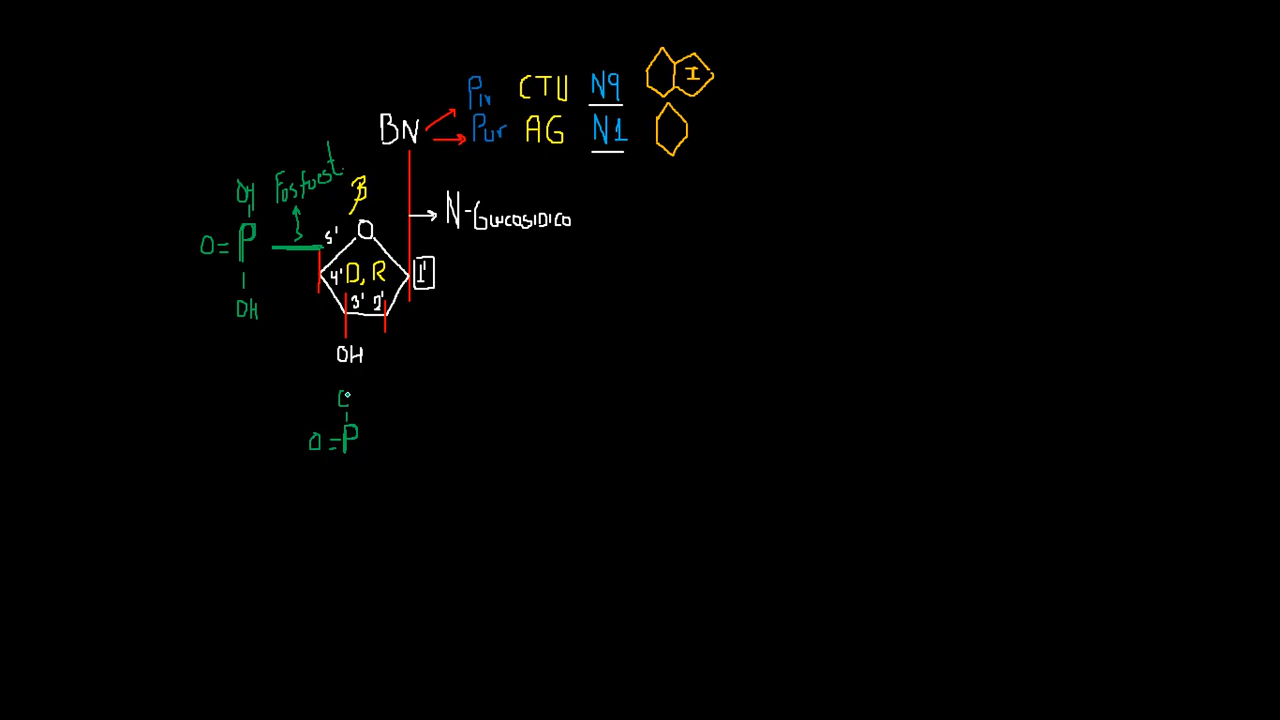 Pir CTU N9 I
BN Pur AG N1
Fosfoest.
OH
β
N-Glucosidico
O=P
5' O
4' D, R 1'
3' 2'
OH
OH
O
O=P